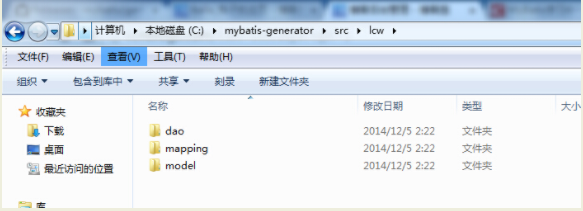 计算机 ▸ 本地磁盘 (C:) ▸ mybatis-generator ▸ src ▸ lcw ▸
文件(F) 编辑(E) 查看(V) 工具(T) 帮助(H)
组织 ▼ 包含到库中 ▼ 共享 ▼ 刻录 新建文件夹
收藏夹
下载
桌面
最近访问的位置
库
名称 修改日期 类型 大小
dao 2014/12/5 2:22 文件夹
mapping 2014/12/5 2:22 文件夹
model 2014/12/5 2:22 文件夹